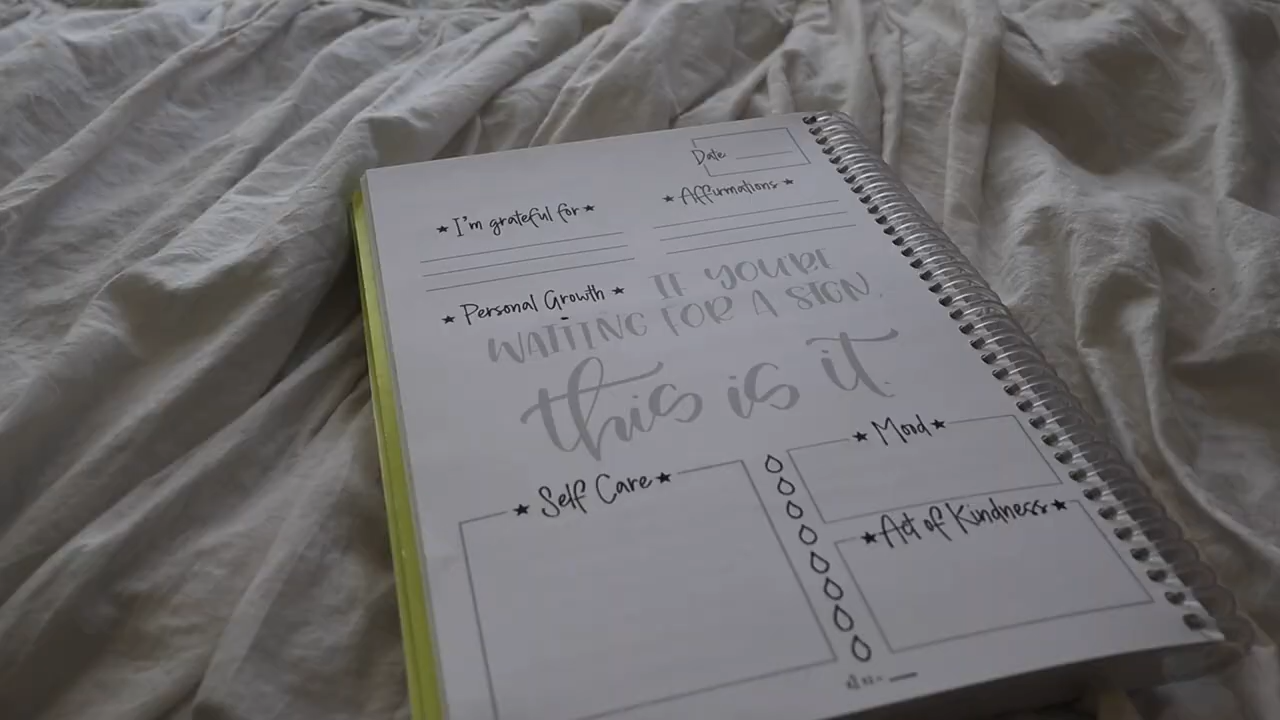 Date:
★ I'm grateful for ★
★ Affirmations ★
★ Personal Growth ★
IF YOU'RE
WAITING FOR A SIGN,
this is it.
★ Self Care ★
★ Mood ★
★ Act of Kindness ★